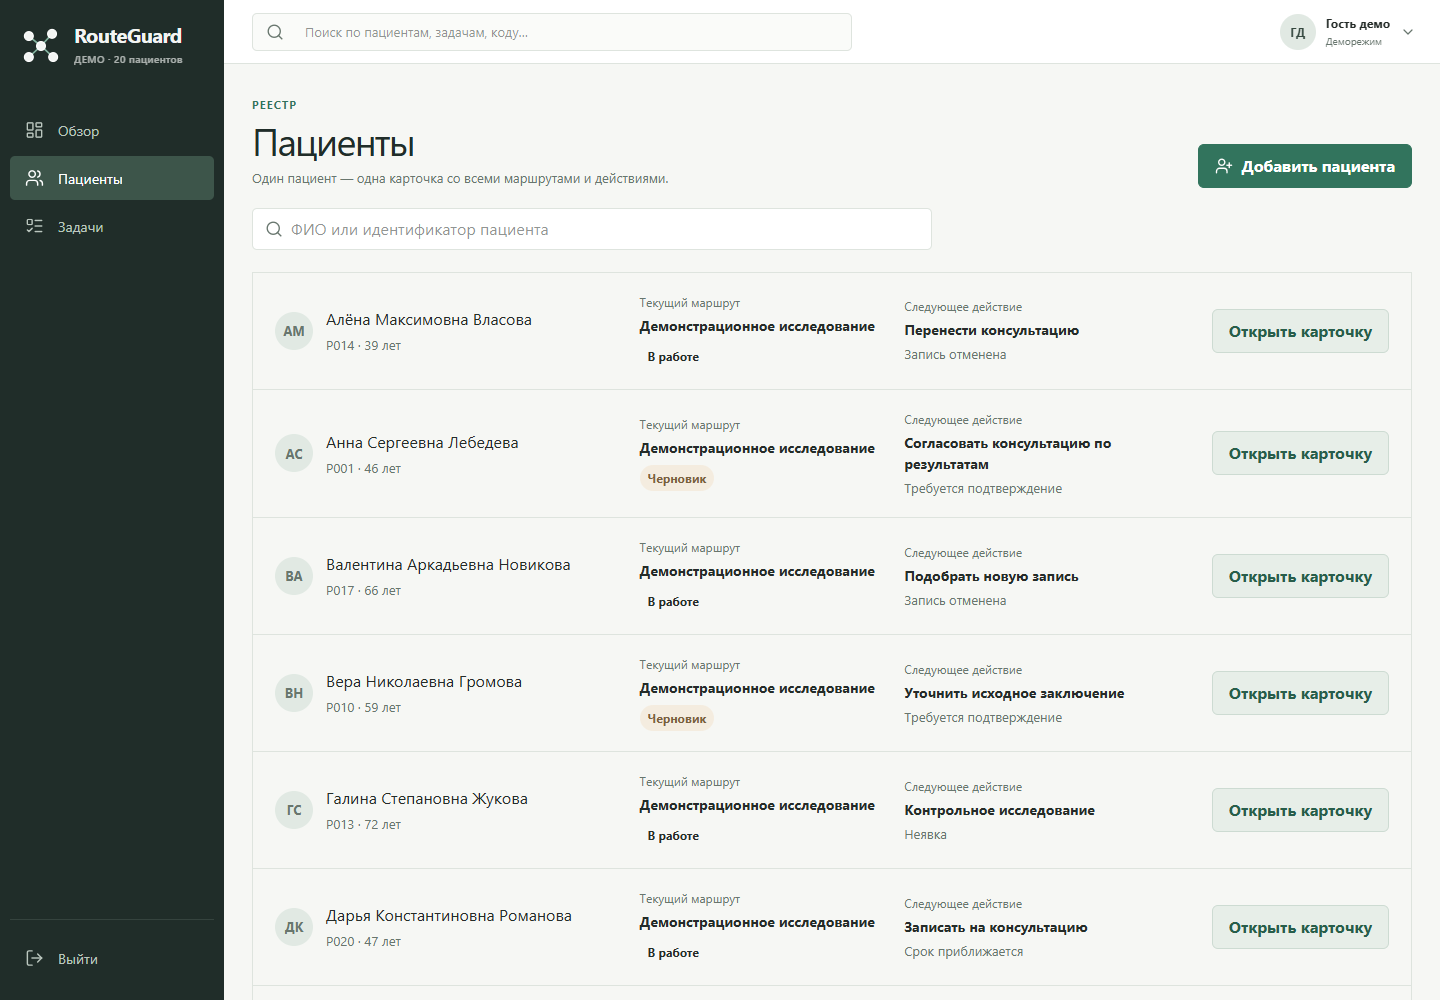 RouteGuard
ДЕМО · 20 пациентов
Обзор
Пациенты
Задачи
Выйти
Поиск по пациентам, задачам, коду...
ГД
Гость демо
Деморежим
РЕЕСТР
Пациенты
Один пациент — одна карточка со всеми маршрутами и действиями.
Добавить пациента
ФИО или идентификатор пациента
АМ
Алёна Максимовна Власова
P014 · 39 лет
Текущий маршрут
Демонстрационное исследование
В работе
Следующее действие
Перенести консультацию
Запись отменена
Открыть карточку
АС
Анна Сергеевна Лебедева
P001 · 46 лет
Текущий маршрут
Демонстрационное исследование
Черновик
Следующее действие
Согласовать консультацию по
результатам
Требуется подтверждение
Открыть карточку
ВА
Валентина Аркадьевна Новикова
P017 · 66 лет
Текущий маршрут
Демонстрационное исследование
В работе
Следующее действие
Подобрать новую запись
Запись отменена
Открыть карточку
ВН
Вера Николаевна Громова
P010 · 59 лет
Текущий маршрут
Демонстрационное исследование
Черновик
Следующее действие
Уточнить исходное заключение
Требуется подтверждение
Открыть карточку
ГС
Галина Степановна Жукова
P013 · 72 лет
Текущий маршрут
Демонстрационное исследование
В работе
Следующее действие
Контрольное исследование
Неявка
Открыть карточку
ДК
Дарья Константиновна Романова
P020 · 47 лет
Текущий маршрут
Демонстрационное исследование
В работе
Следующее действие
Записать на консультацию
Срок приближается
Открыть карточку